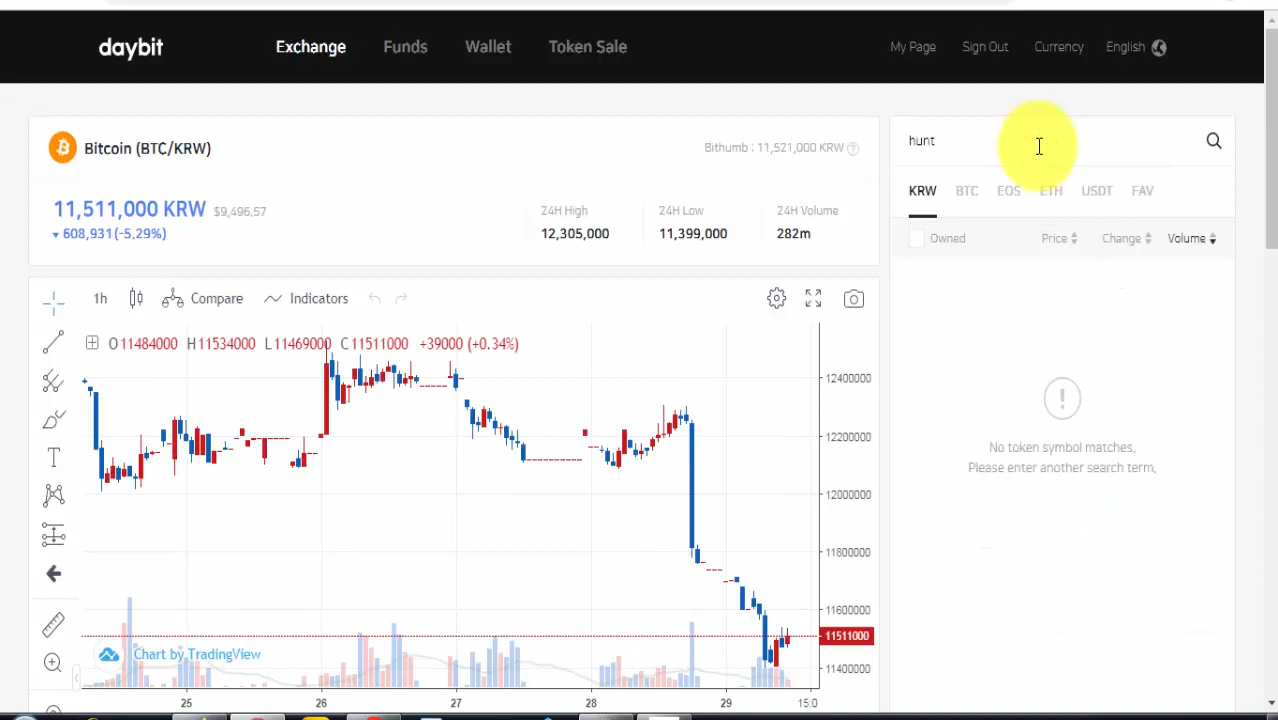 daybit Exchange Funds Wallet Token Sale My Page Sign Out Currency English
Bitcoin (BTC/KRW) Bithumb : 11,521,000 KRW ?
hunt
KRW BTC EOS ETH USDT FAV
11,511,000 KRW $9,496.57
608,931(-5.29%)
24H High 24H Low 24H Volume
12,305,000 11,399,000 282m
Owned Price Change Volume
1h Compare Indicators
O11484000 H11534000 L11469000 C11511000 +39000 (+0.34%)
12400000
12200000
12000000
11800000
11600000
11511000
11400000
No token symbol matches.
Please enter another search term.
T
Chart by TradingView
25 26 27 28 29 15:0